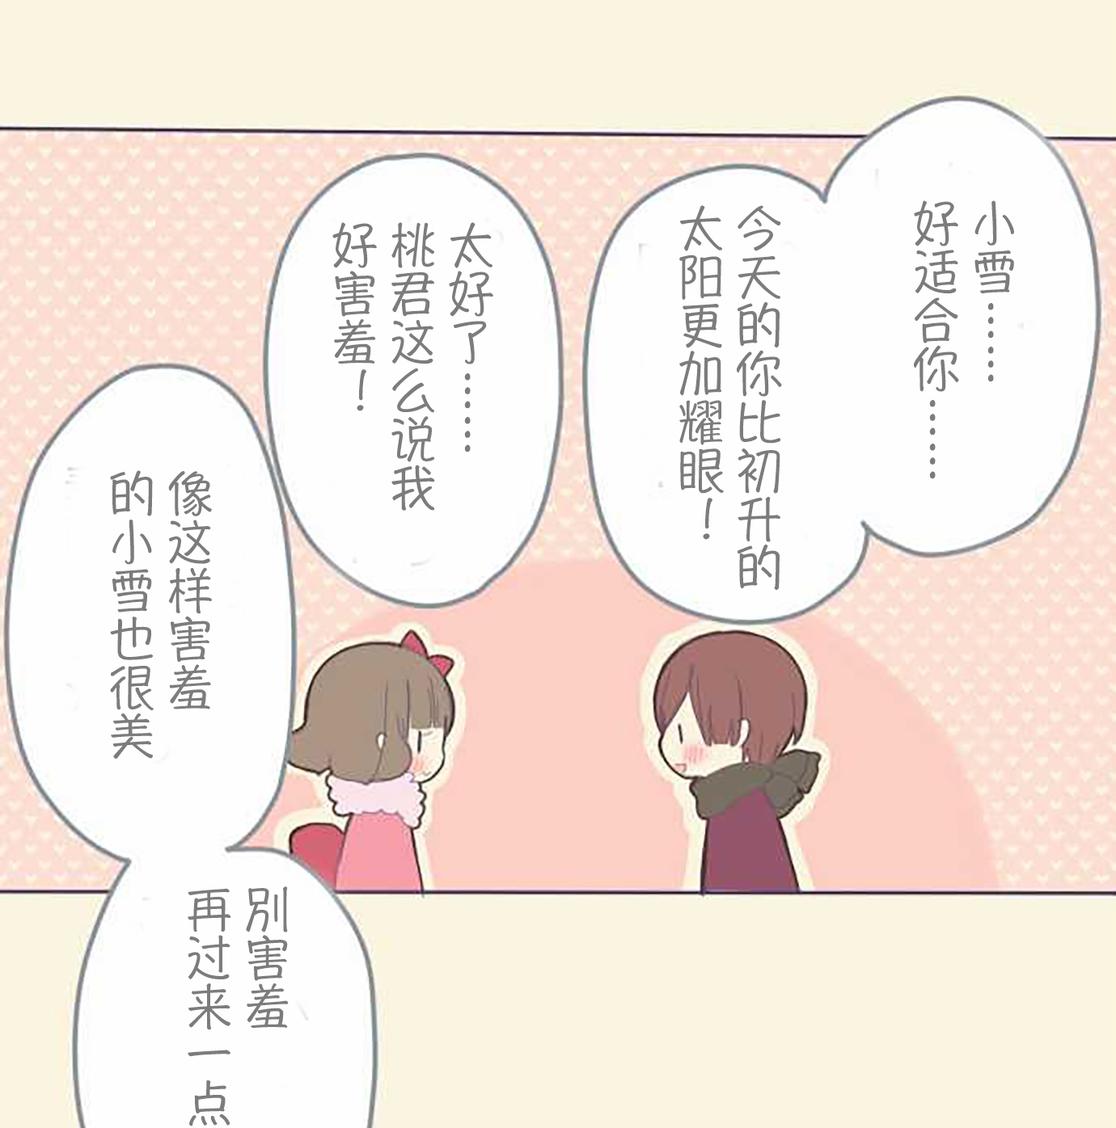 小雪……
好适合你……
今天的你比初升的
太阳更加耀眼！
太好了……
桃君这么说我
好害羞！
像这样害羞
的小雪也很美
别害羞
再过来一点